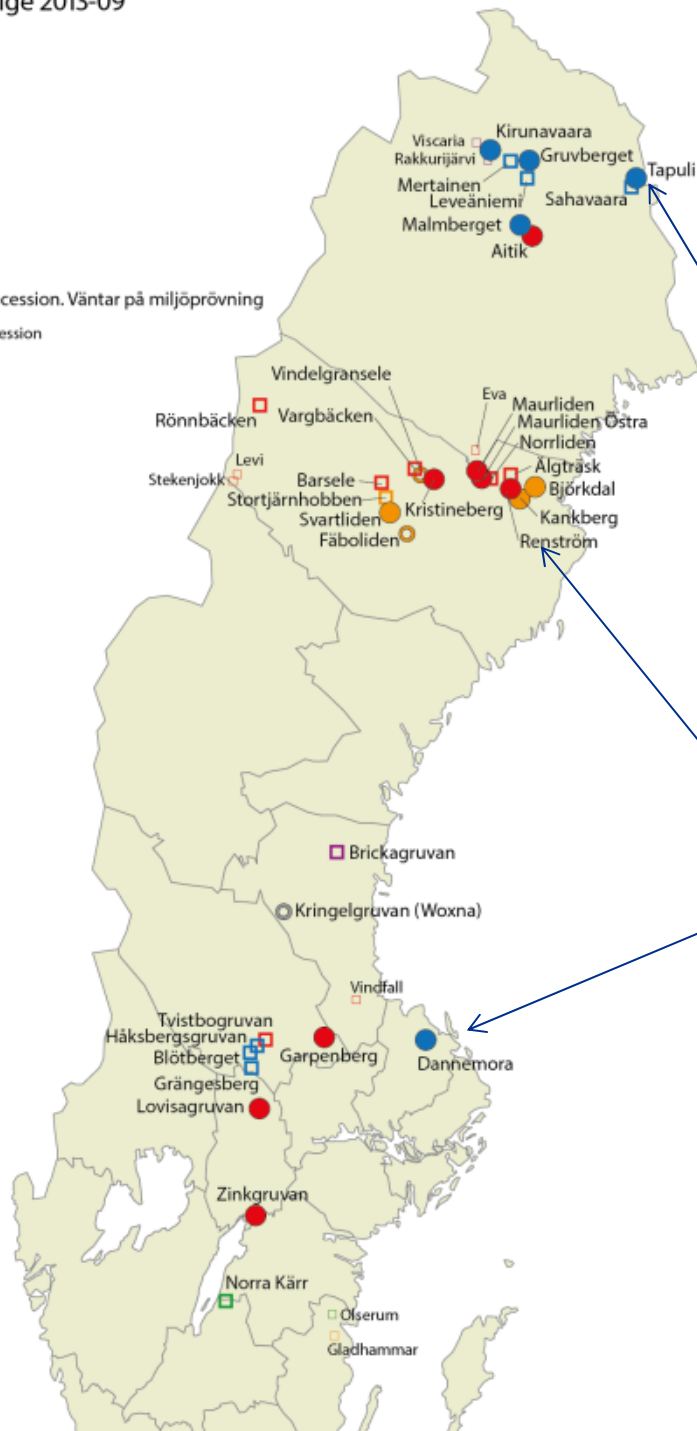 2013-09
Kirunavaara
Viscaria
Gruvberget
Rakkurijärvi
Tapuli
Mertainen
Leveäniemi
Sahavaara
Malmberget
Aitik
cession. Väntar på miljöprövning
ession
Vindelgransele
Eva
Maurliden
Rönnbäcken
Vargbäcken
Maurliden Östra
Norrliden
Levi
Älgträsk
Stekenjokk
Barsele
Björkdal
Stortjärnhobben
Kristineberg
Svartliden
Kankberg
Fäboliden
Renström
Brickagruvan
Kringelgruvan (Woxna)
Vindfall
Tvistbogruvan
Håksbergsgruvan
Blötberget
Garpenberg
Dannemora
Grängesberg
Lovisagruvan
Zinkgruvan
Norra Kärr
Olserum
Gladhammar